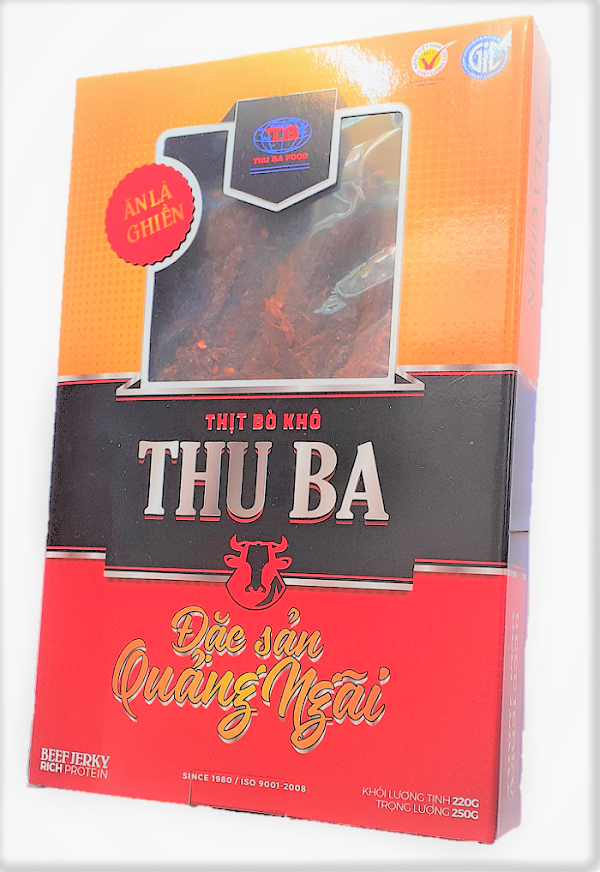 TA
THU BA FOOD
ĂN LÀ
GHIỀN
THỊT BÒ KHÔ
THU BA
Đặc sản
Quảng Ngãi
BEEF JERKY
RICH PROTEIN
SINCE 1980 / ISO 9001-2008
KHỐI LƯỢNG TỊNH 220G
TRỌNG LƯỢNG 250G